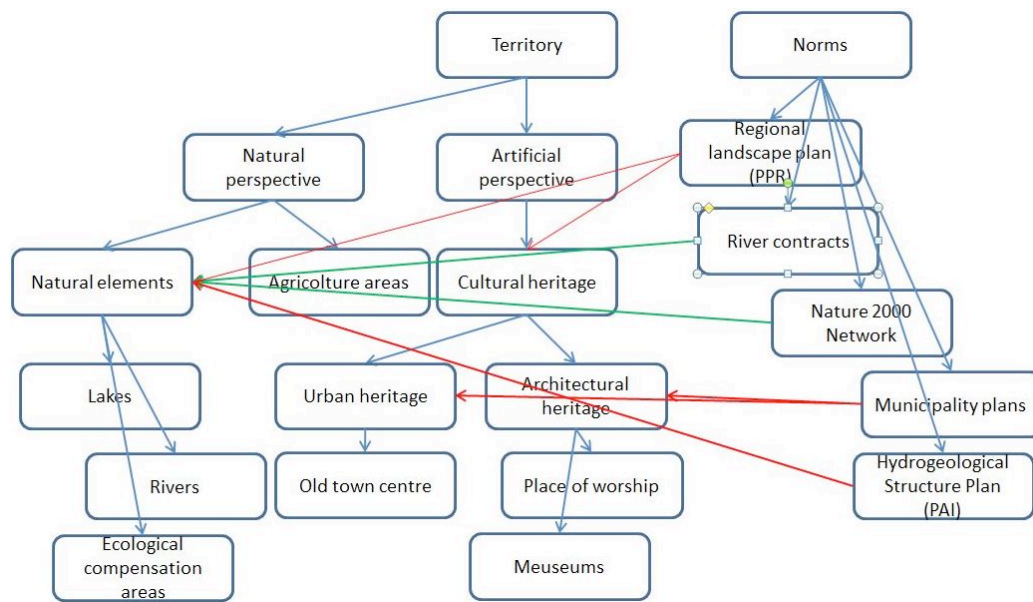 Territory
Norms
Natural
perspective
Artificial
perspective
Regional
landscape plan
(PPR)
River contracts
Natural elements
Agricolture areas
Cultural heritage
Nature 2000
Network
Lakes
Urban heritage
Architectural
heritage
Municipality plans
Rivers
Old town centre
Place of worship
Hydrogeological
Structure Plan
(PAI)
Ecological
compensation
areas
Meuseums